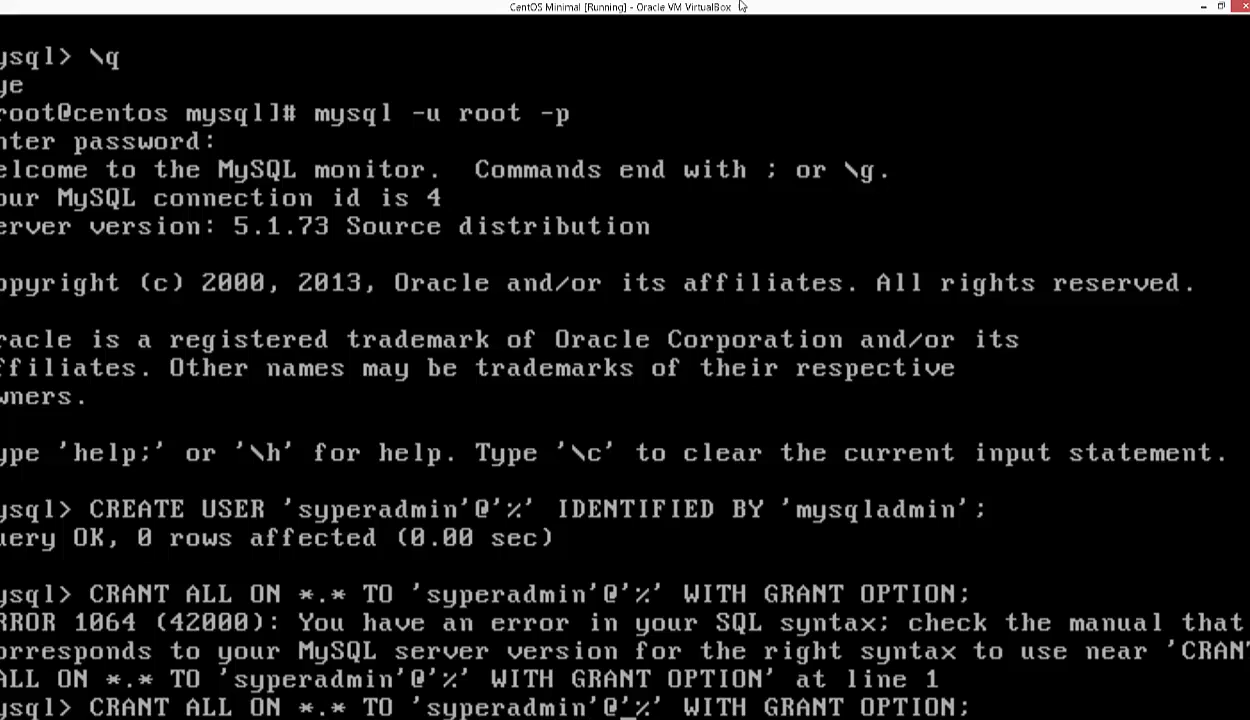 CentOS Minimal [Running] - Oracle VM VirtualBox
ysql> \q
ye
root@centos mysql]# mysql -u root -p
nter password:
elcome to the MySQL monitor.  Commands end with ; or \g.
our MySQL connection id is 4
erver version: 5.1.73 Source distribution
opyright (c) 2000, 2013, Oracle and/or its affiliates. All rights reserved.
racle is a registered trademark of Oracle Corporation and/or its
ffiliates. Other names may be trademarks of their respective
wners.
ype 'help;' or '\h' for help. Type '\c' to clear the current input statement.
ysql> CREATE USER 'syperadmin'@'%' IDENTIFIED BY 'mysqladmin';
uery OK, 0 rows affected (0.00 sec)
ysql> CRANT ALL ON *.* TO 'syperadmin'@'%' WITH GRANT OPTION;
RROR 1064 (42000): You have an error in your SQL syntax; check the manual that
orresponds to your MySQL server version for the right syntax to use near 'CRANT
ALL ON *.* TO 'syperadmin'@'%' WITH GRANT OPTION' at line 1
ysql> CRANT ALL ON *.* TO 'syperadmin'@'%' WITH GRANT OPTION;